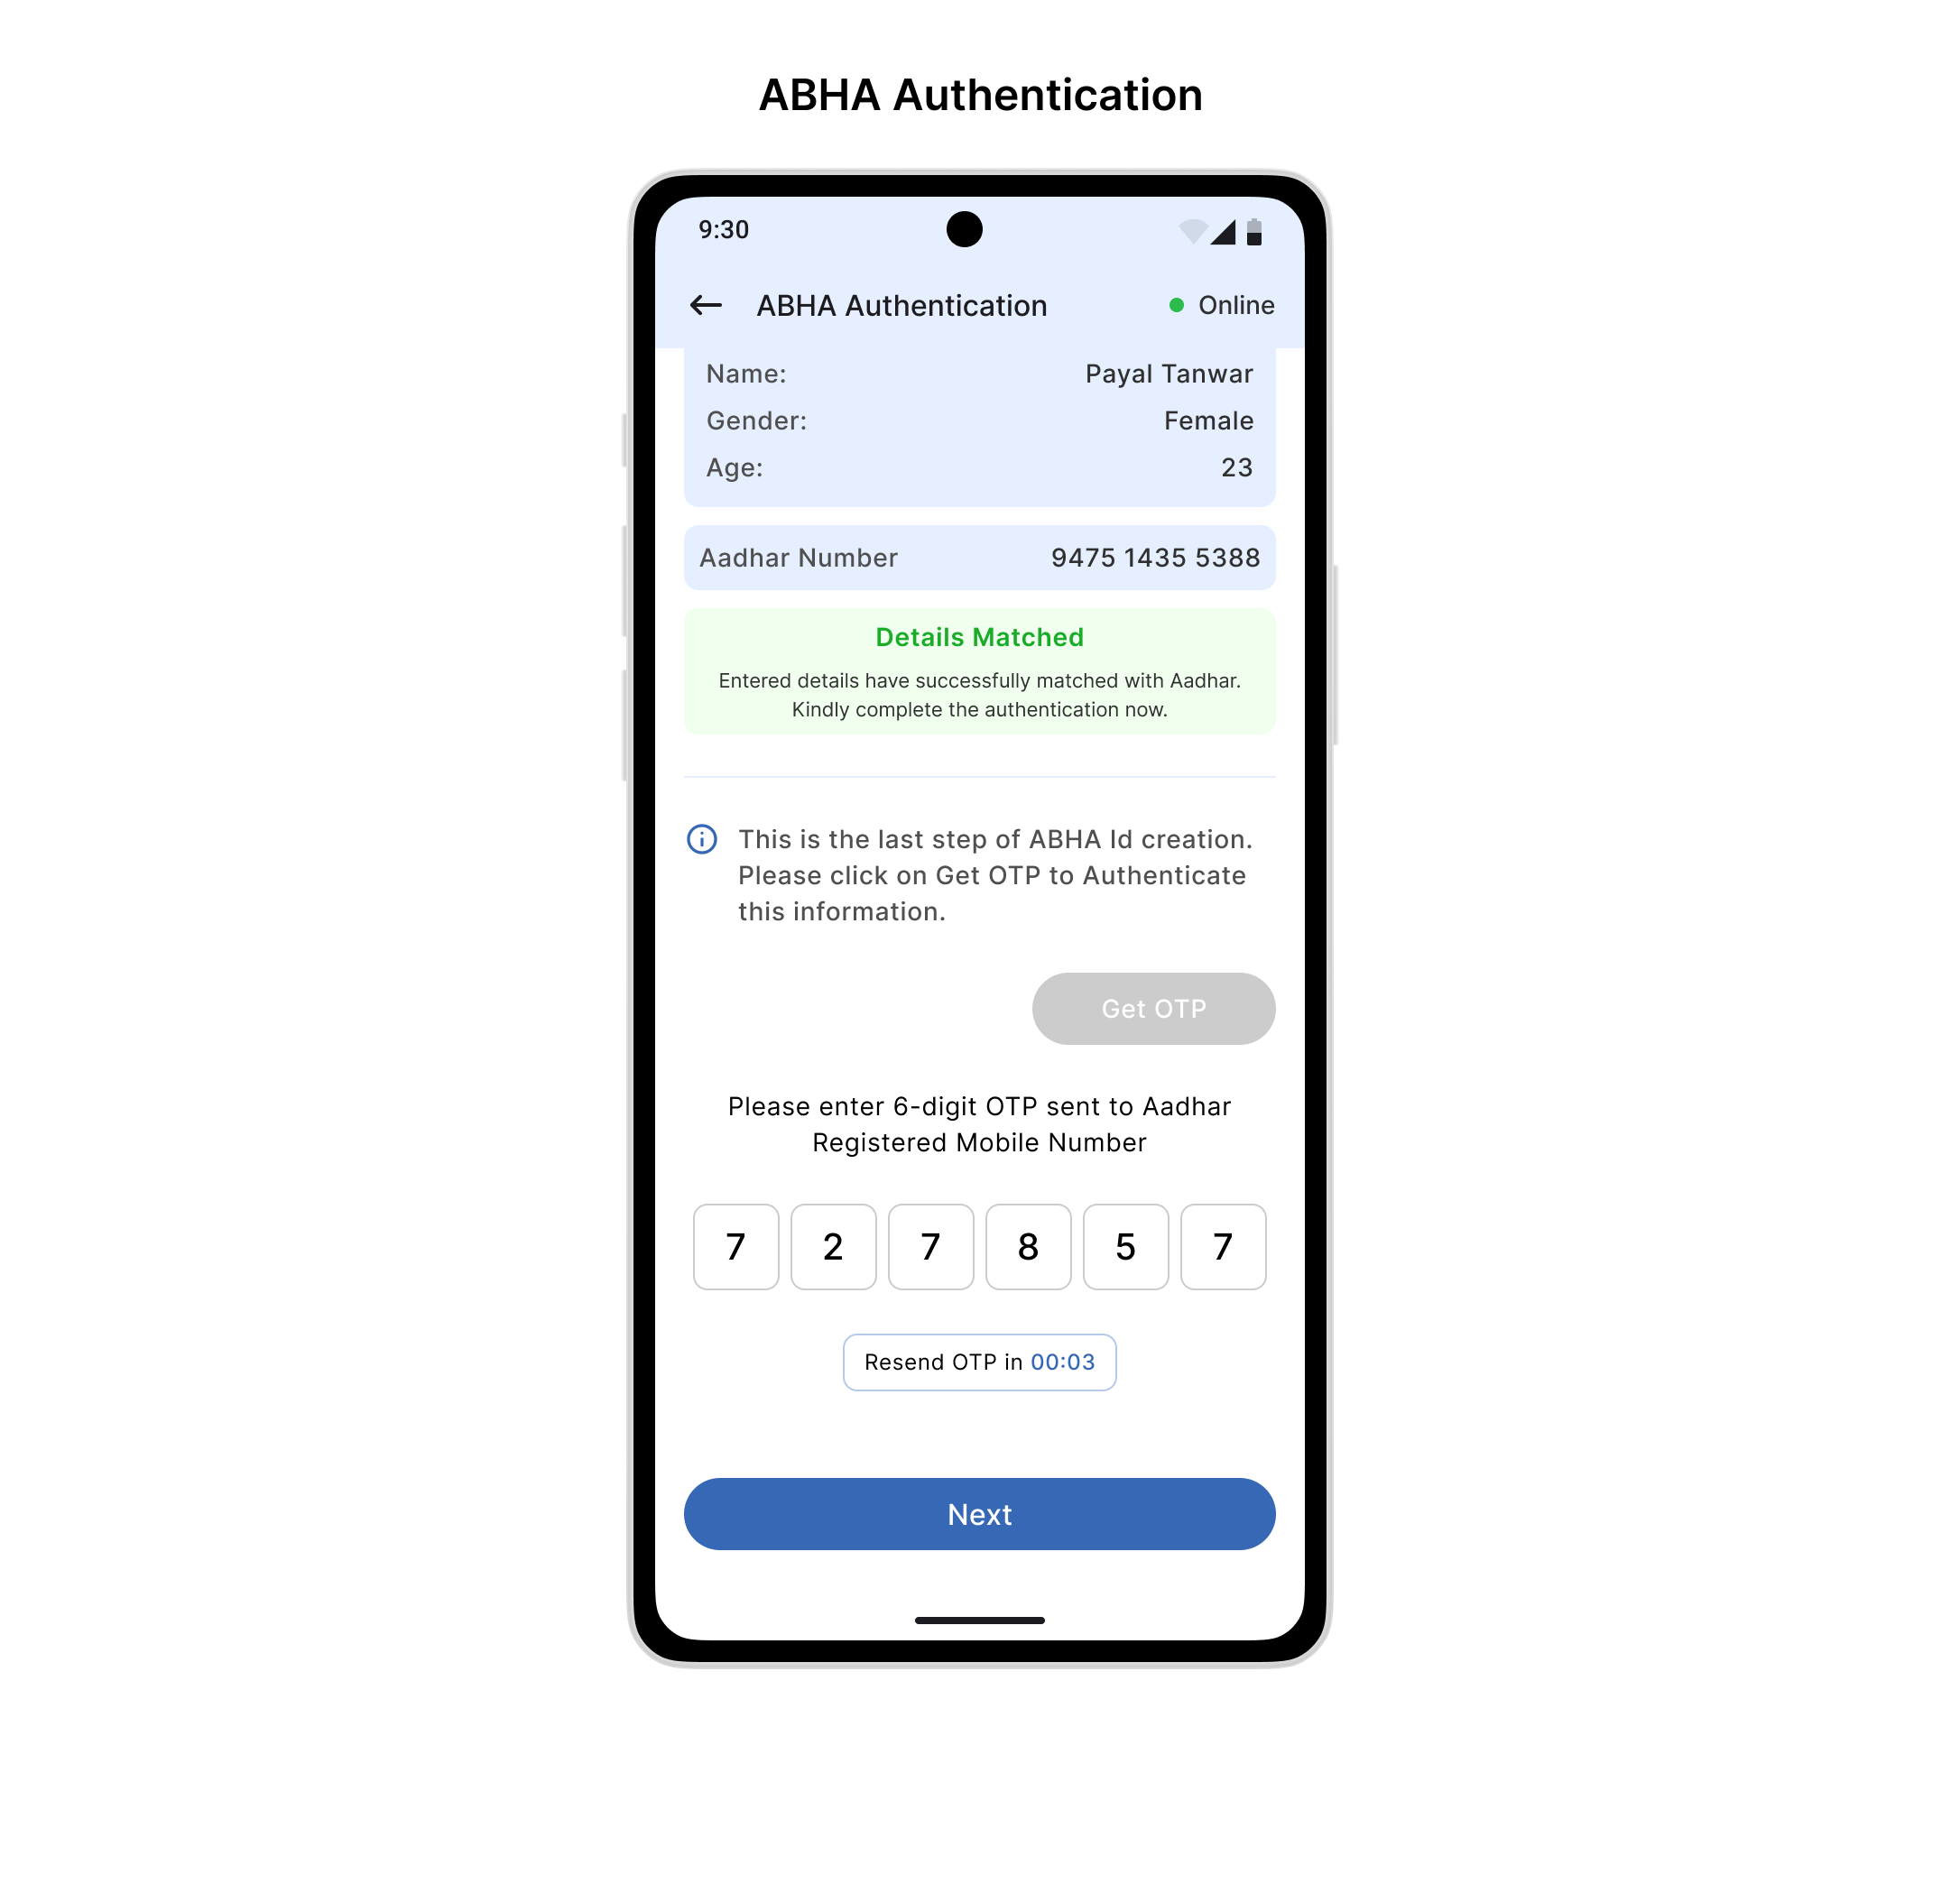 ABHA Authentication
9:30
ABHA Authentication Online
Name: Payal Tanwar
Gender: Female
Age: 23
Aadhar Number 9475 1435 5388
Details Matched
Entered details have successfully matched with Aadhar.
Kindly complete the authentication now.
This is the last step of ABHA Id creation.
Please click on Get OTP to Authenticate
this information.
Get OTP
Please enter 6-digit OTP sent to Aadhar
Registered Mobile Number
7 2 7 8 5 7
Resend OTP in 00:03
Next